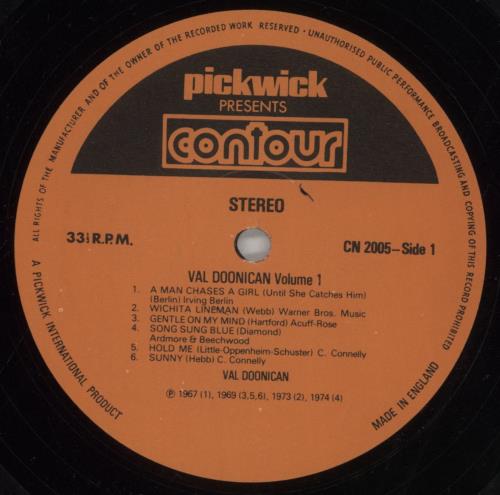 ALL RIGHTS OF THE MANUFACTURER AND OF THE OWNER OF THE RECORDED WORK RESERVED · UNAUTHORISED PUBLIC PERFORMANCE BROADCASTING AND COPYING OF THIS RECORD PROHIBITED
pickwick
PRESENTS
contour
STEREO
33⅓ R.P.M.
CN 2005–Side 1
VAL DOONICAN Volume 1
1. A MAN CHASES A GIRL (Until She Catches Him)
(Berlin) Irving Berlin
2. WICHITA LINEMAN (Webb) Warner Bros. Music
3. GENTLE ON MY MIND (Hartford) Acuff-Rose
4. SONG SUNG BLUE (Diamond)
Ardmore & Beechwood
5. HOLD ME (Little-Oppenheim-Schuster) C. Connelly
6. SUNNY (Hebb) C. Connelly
VAL DOONICAN
℗ 1967 (1), 1969 (3,5,6), 1973 (2), 1974 (4)
A PICKWICK INTERNATIONAL PRODUCT
MADE IN ENGLAND